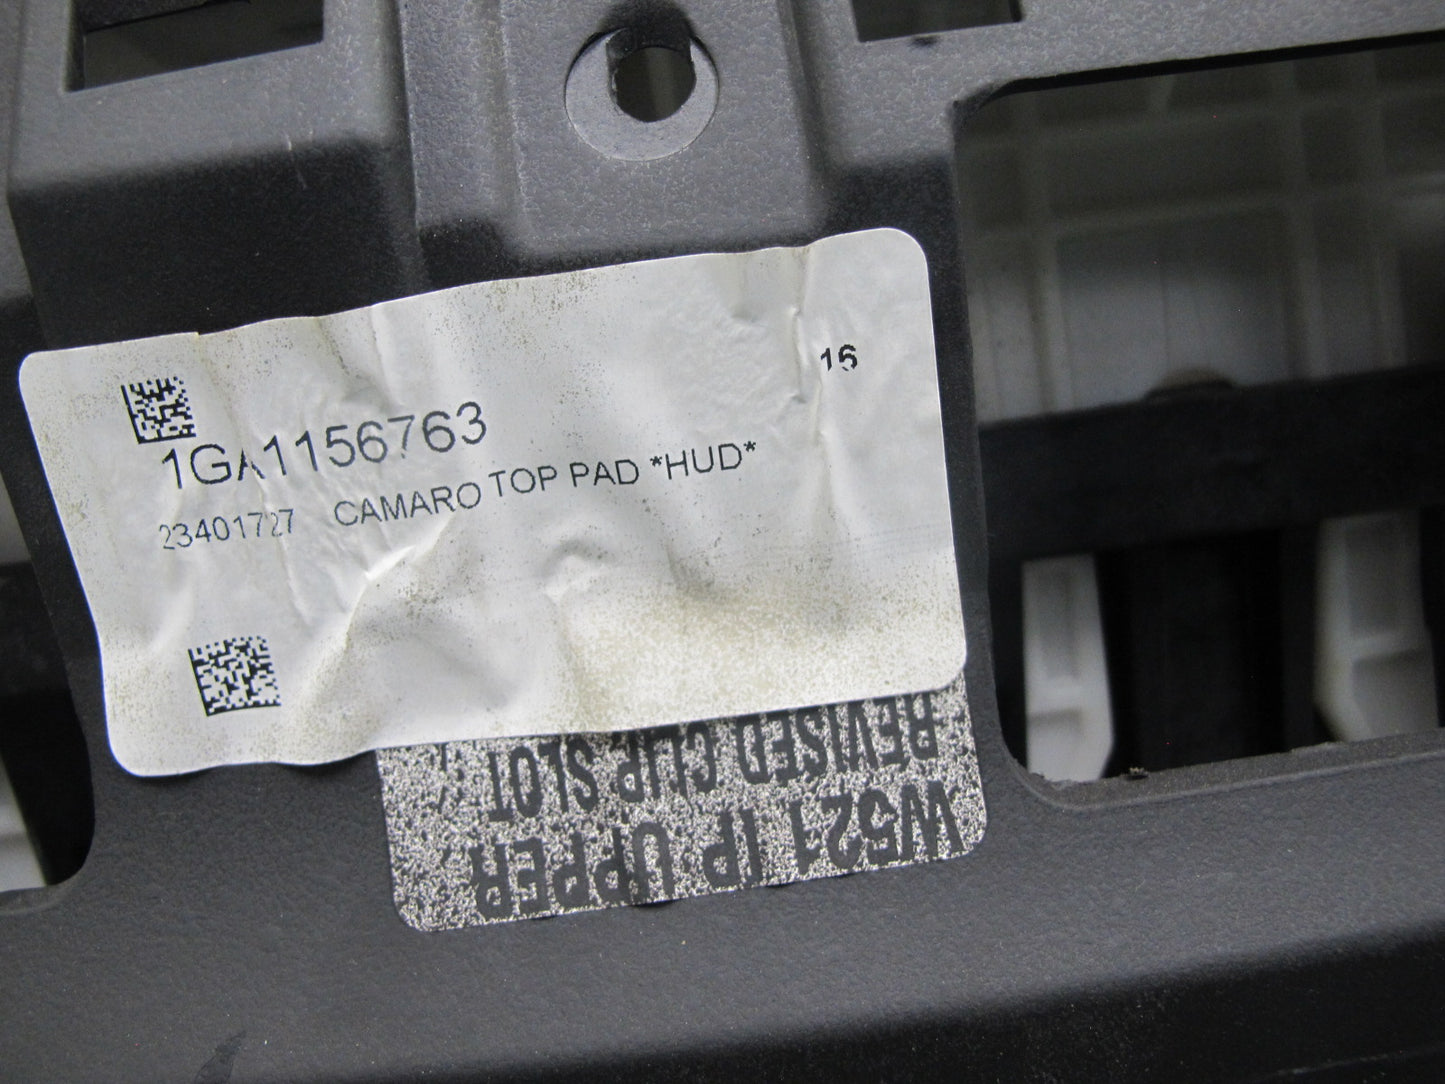 16
1GA1156763
23401727 CAMARO TOP PAD *HUD*
W521 IP UPPER
REVISED CLIP SLOT